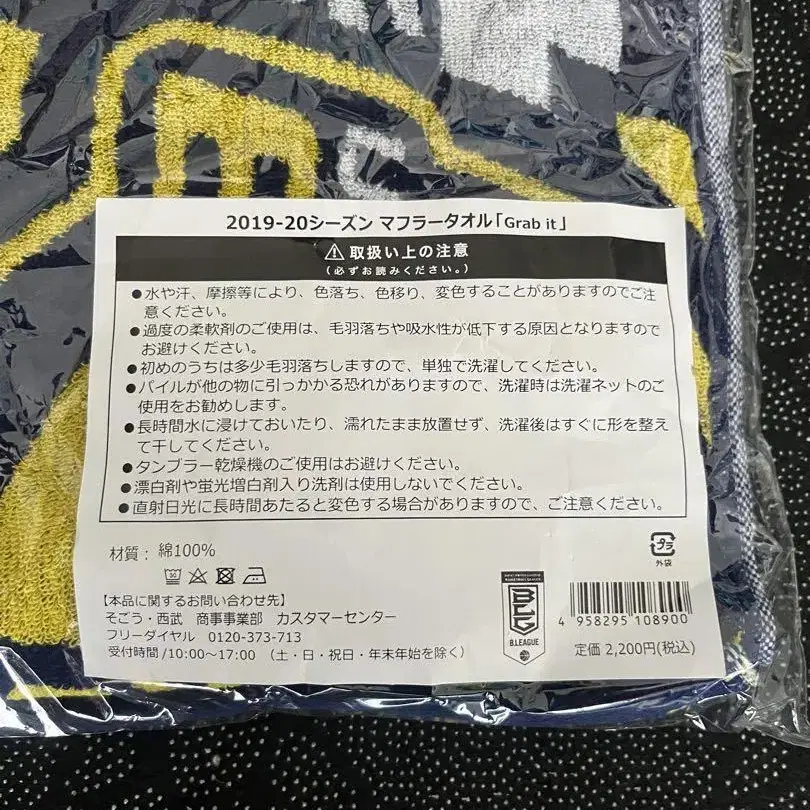 2019-20シーズン マフラータオル「Grab it」
取扱い上の注意
(必ずお読みください。)
●水や汗、摩擦等により、色落ち、色移り、変色することがありますのでご注
意ください。
●過度の柔軟剤のご使用は、毛羽落ちや吸水性が低下する原因となりますので
お避けください。
●初めのうちは多少毛羽落ちしますので、単独で洗濯してください。
●パイルが他の物に引っかかる恐れがありますので、洗濯時は洗濯ネットのご
使用をお勧めします。
●長時間水に浸けておいたり、濡れたまま放置せず、洗濯後はすぐに形を整え
て干してください。
●タンブラー乾燥機のご使用はお避けください。
●漂白剤や蛍光増白剤入り洗剤は使用しないでください。
●直射日光に長時間あたると変色する場合がありますので、ご注意ください。
材質：綿100%
プラ
外袋
【本品に関するお問い合わせ先】
そごう・西武 商事事業部 カスタマーセンター
フリーダイヤル 0120-373-713
受付時間/10:00～17:00 (土・日・祝日・年末年始を除く)
B.LEAGUE
4 958295 108900
定価 2,200円(税込)